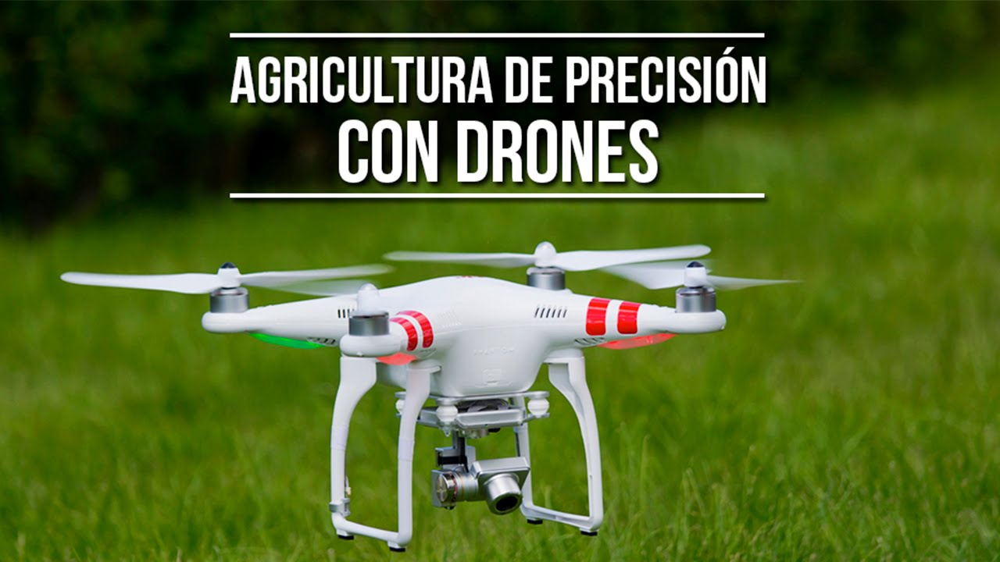 AGRICULTURA DE PRECISIÓN
CON DRONES